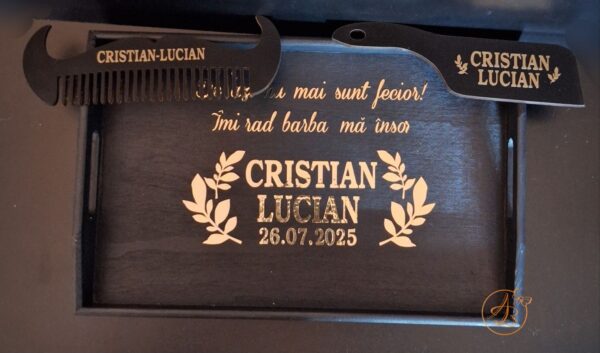 CRISTIAN-LUCIAN
CRISTIAN
LUCIAN
mai sunt fecior!
Îmi rad barba mă însor
CRISTIAN
LUCIAN
26.07.2025